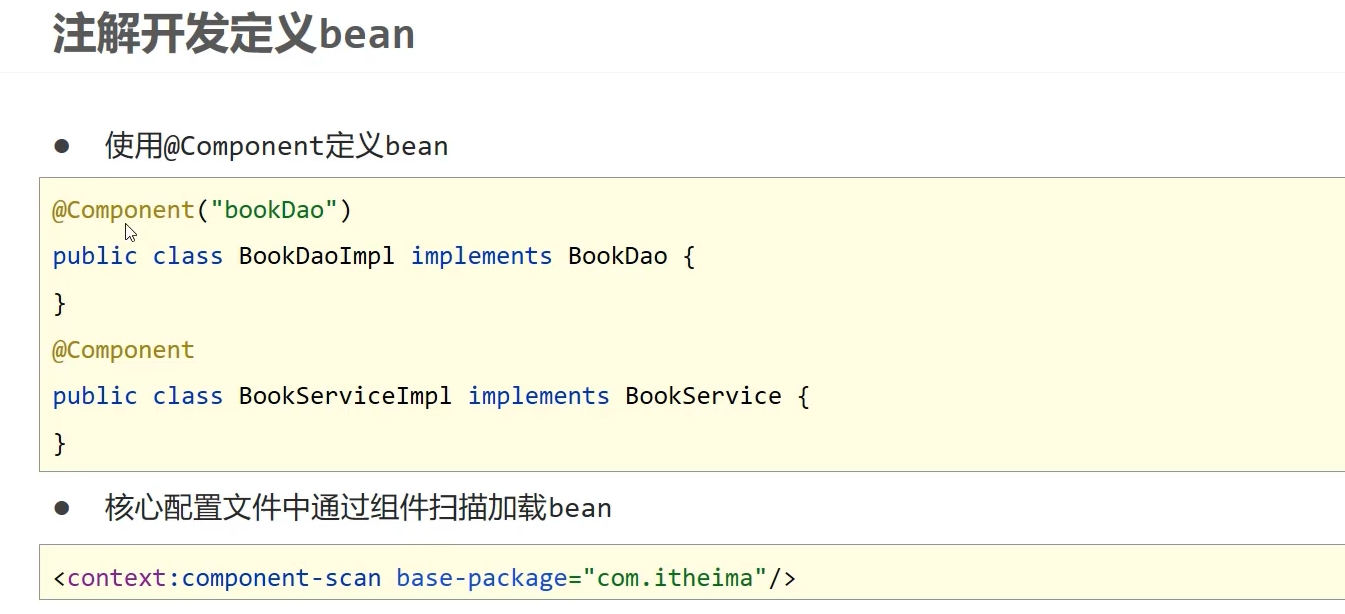 注解开发定义bean
● 使用@Component定义bean
@Component("bookDao")
public class BookDaoImpl implements BookDao {
}
@Component
public class BookServiceImpl implements BookService {
}
● 核心配置文件中通过组件扫描加载bean
<context:component-scan base-package="com.itheima"/>